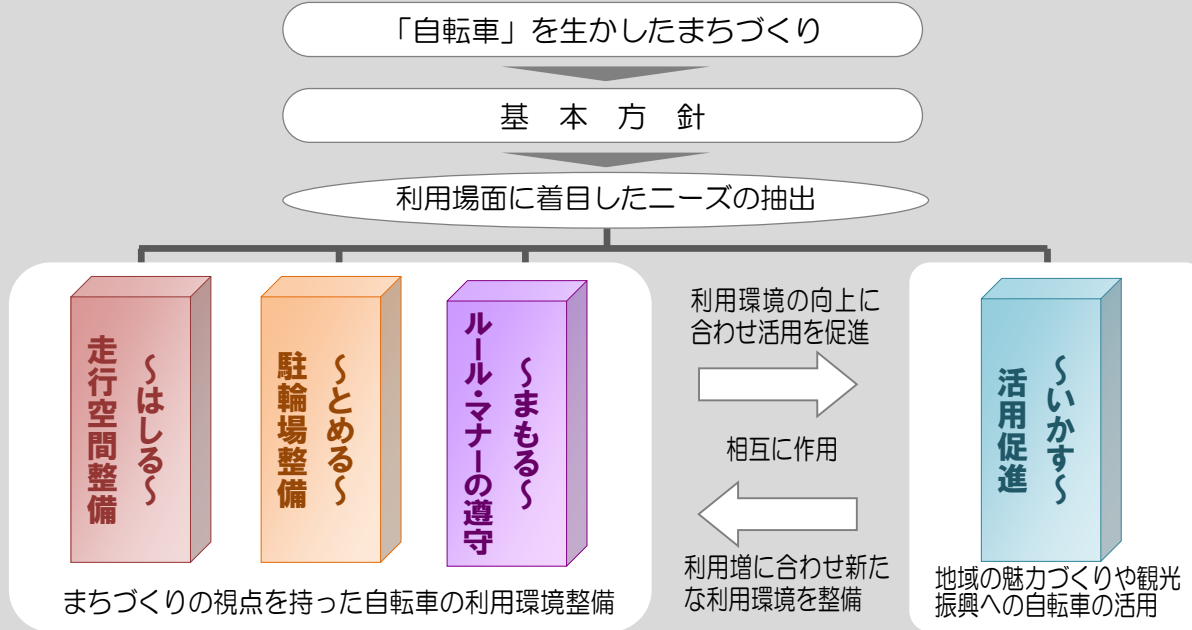 「自転車」を生かしたまちづくり
基 本 方 針
利用場面に着目したニーズの抽出
～はしる～
走行空間整備
～とめる～
駐輪場整備
～まもる～
ルール・マナーの遵守
まちづくりの視点を持った自転車の利用環境整備
利用環境の向上に
合わせ活用を促進
相互に作用
利用増に合わせ新た
な利用環境を整備
～いかす～
活用促進
地域の魅力づくりや観光
振興への自転車の活用